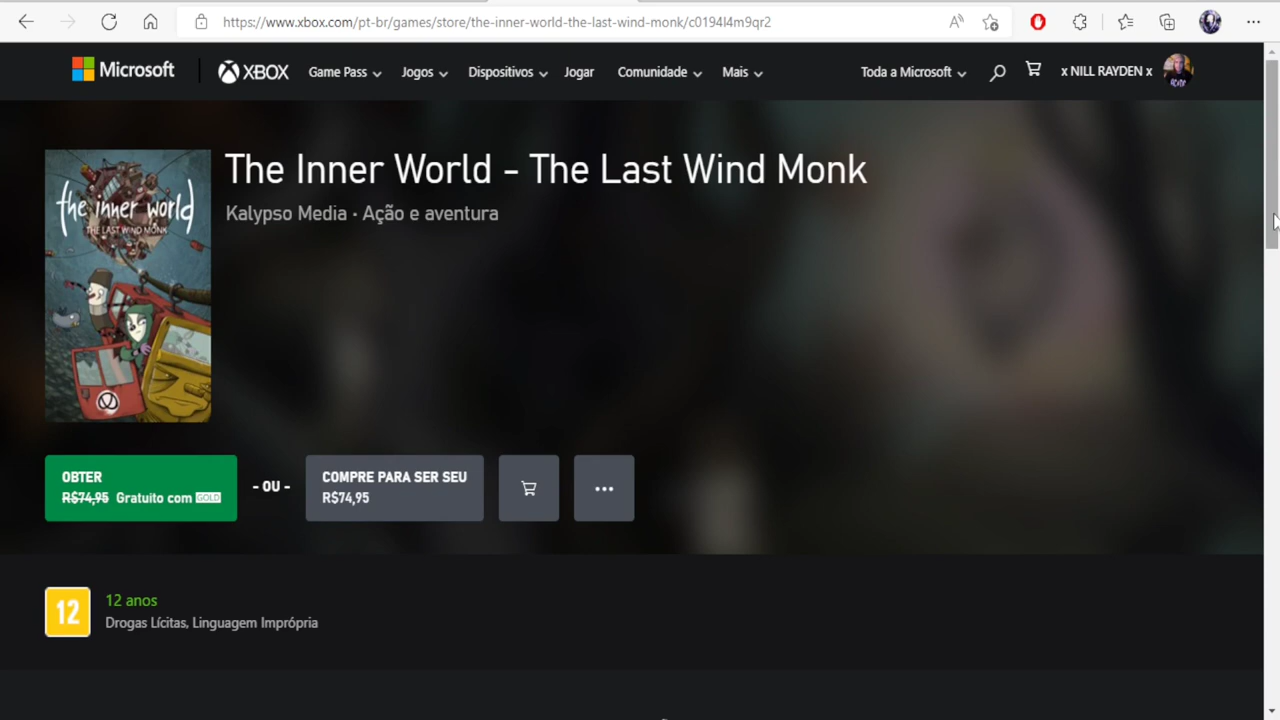 https://www.xbox.com/pt-br/games/store/the-inner-world-the-last-wind-monk/c0194l4m9qr2
Microsoft XBOX Game Pass Jogos Dispositivos Jogar Comunidade Mais Toda a Microsoft x NILL RAYDEN x
The Inner World - The Last Wind Monk
Kalypso Media • Ação e aventura
the inner world
THE LAST WIND MONK
OBTER
R$74,95 Gratuito com GOLD
- OU -
COMPRE PARA SER SEU
R$74,95
12
12 anos
Drogas Lícitas, Linguagem Imprópria